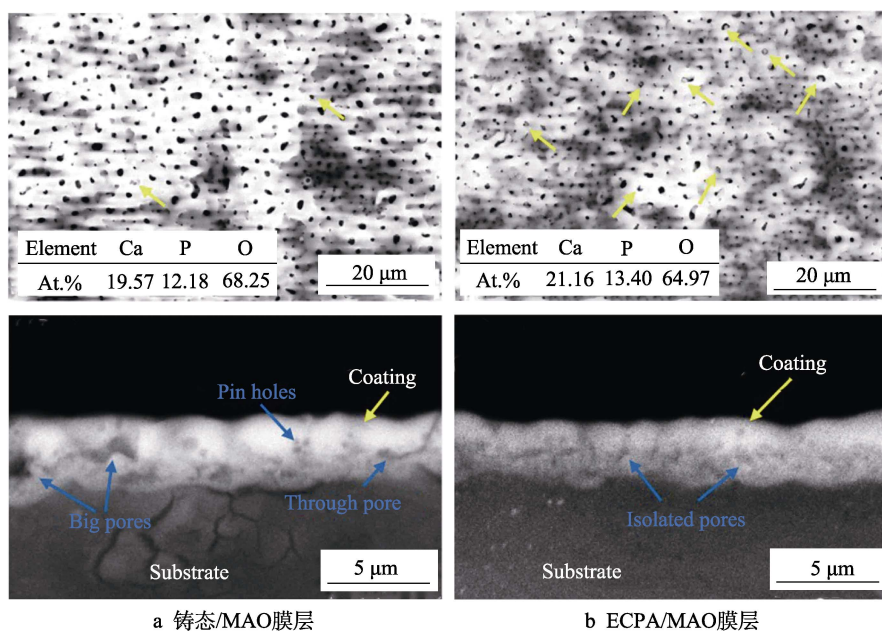 Element Ca P O
At.% 19.57 12.18 68.25
20 μm
Element Ca P O
At.% 21.16 13.40 64.97
20 μm
Coating
Pin holes
Through pore
Big pores
Substrate
5 μm
Coating
Isolated pores
Substrate
5 μm
a 铸态/MAO膜层
b ECPA/MAO膜层